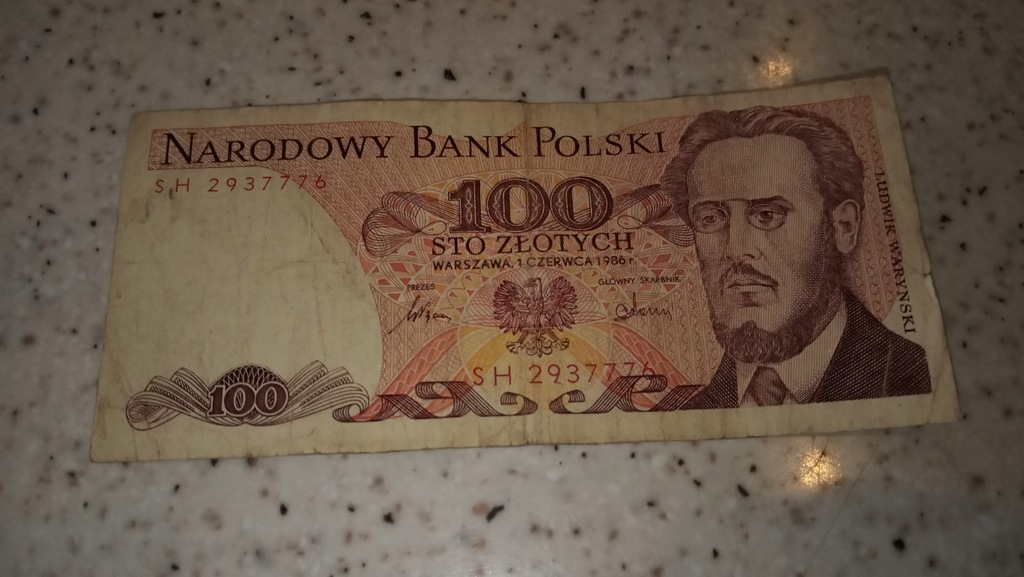 NARODOWY BANK POLSKI
SH 2937776
100
STO ZŁOTYCH
WARSZAWA, 1 CZERWCA 1986 r.
PREZES
GŁÓWNY SKARBNIK
SH 2937776
100
LUDWIK WARYŃSKI